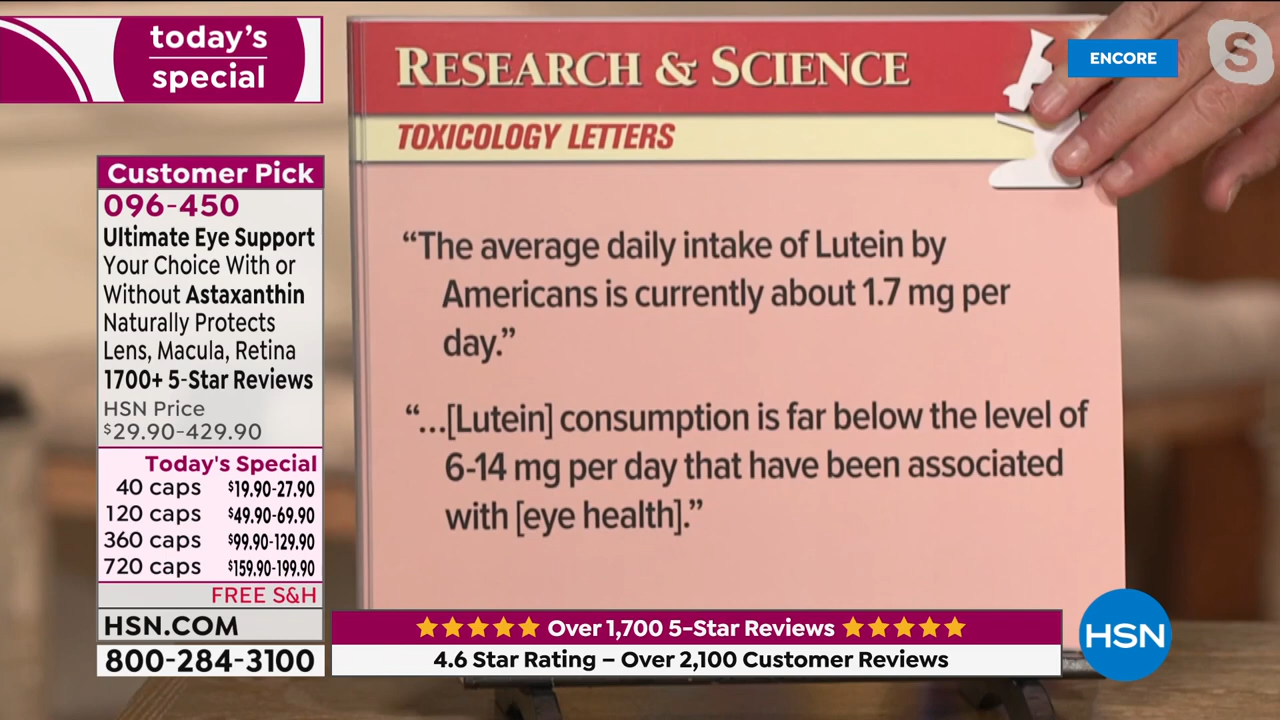 today's
special
Customer Pick
096-450
Ultimate Eye Support
Your Choice With or
Without Astaxanthin
Naturally Protects
Lens, Macula, Retina
1700+ 5-Star Reviews
HSN Price
$29.90-429.90
Today's Special
40 caps $19.90-27.90
120 caps $49.90-69.90
360 caps $99.90-129.90
720 caps $159.90-199.90
FREE S&H
HSN.COM
800-284-3100
RESEARCH & SCIENCE
TOXICOLOGY LETTERS
“The average daily intake of Lutein by
Americans is currently about 1.7 mg per
day.”
“...[Lutein] consumption is far below the level of
6-14 mg per day that have been associated
with [eye health].”
ENCORE
S
Over 1,700 5-Star Reviews
4.6 Star Rating – Over 2,100 Customer Reviews
HSN